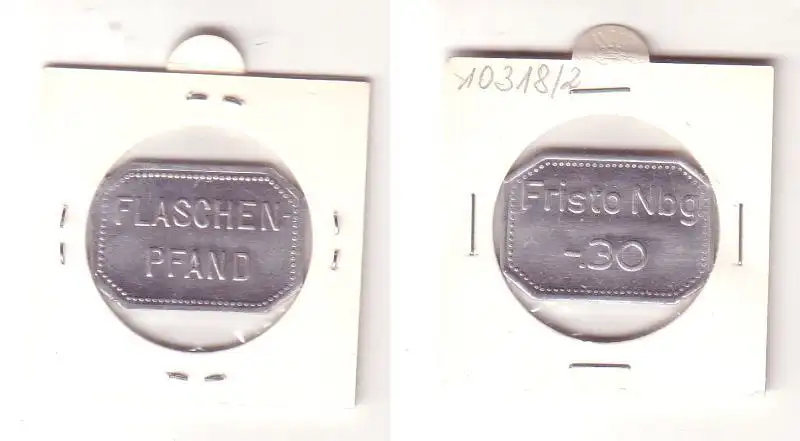 FLASCHEN-
PFAND
10318/2
Fristo Nbg
-.30